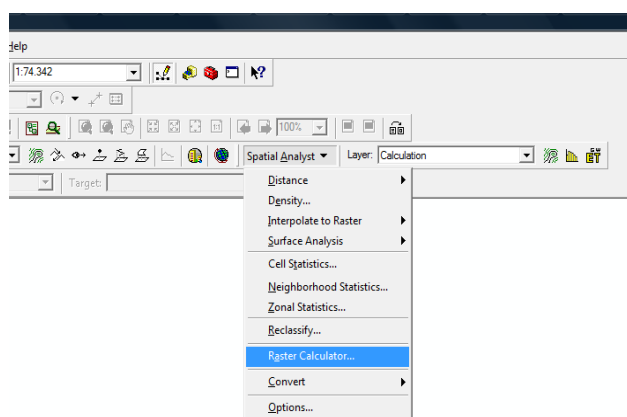 Help
1:74.342
100%
Spatial Analyst Layer: Calculation
Target:
Distance
Density...
Interpolate to Raster
Surface Analysis
Cell Statistics...
Neighborhood Statistics...
Zonal Statistics...
Reclassify...
Raster Calculator...
Convert
Options...